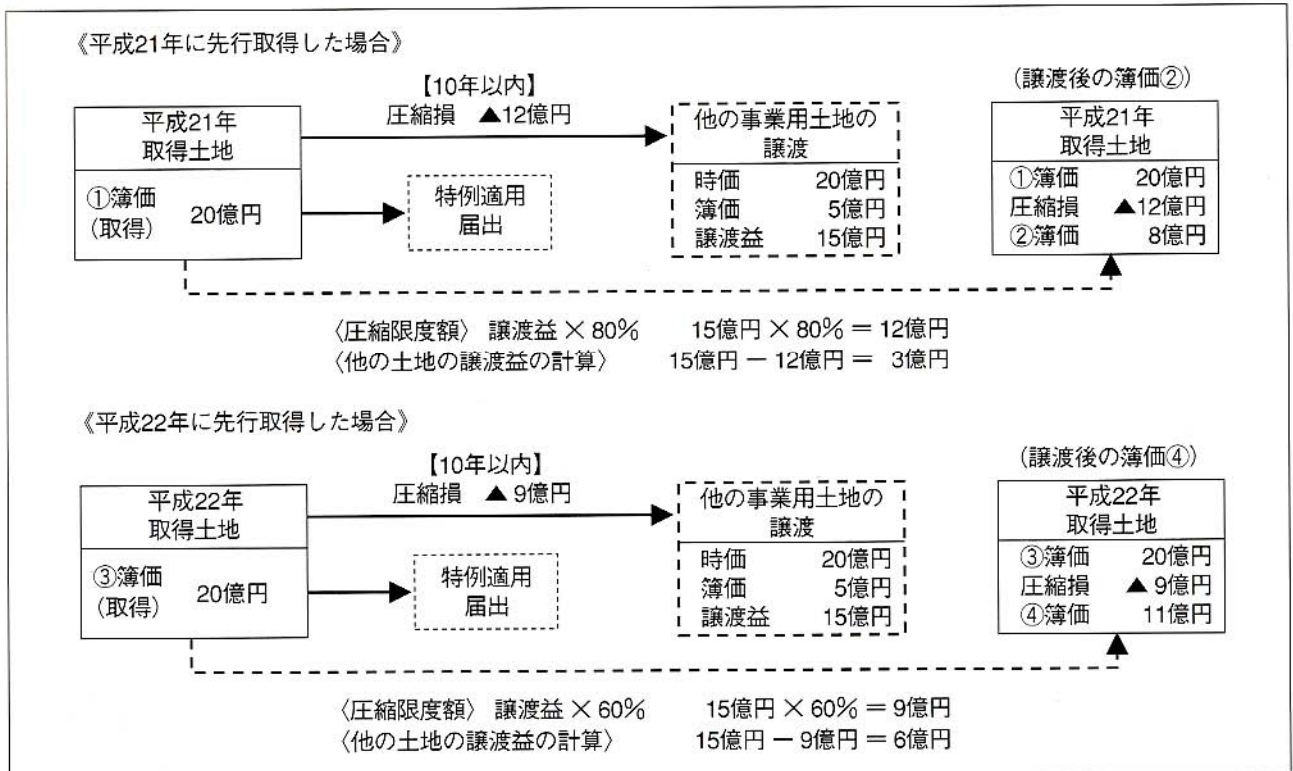 《平成21年に先行取得した場合》
【10年以内】
圧縮損 ▲12億円
(譲渡後の簿価②)
平成21年
取得土地
①簿価
(取得) 20億円
特例適用
届出
他の事業用土地の
譲渡
時価 20億円
簿価 5億円
譲渡益 15億円
平成21年
取得土地
①簿価 20億円
圧縮損 ▲12億円
②簿価 8億円
〈圧縮限度額〉 譲渡益×80% 15億円×80%=12億円
〈他の土地の譲渡益の計算〉 15億円-12億円= 3億円
《平成22年に先行取得した場合》
【10年以内】
圧縮損 ▲ 9億円
(譲渡後の簿価④)
平成22年
取得土地
③簿価
(取得) 20億円
特例適用
届出
他の事業用土地の
譲渡
時価 20億円
簿価 5億円
譲渡益 15億円
平成22年
取得土地
③簿価 20億円
圧縮損 ▲ 9億円
④簿価 11億円
〈圧縮限度額〉 譲渡益×60% 15億円×60%=9億円
〈他の土地の譲渡益の計算〉 15億円-9億円=6億円